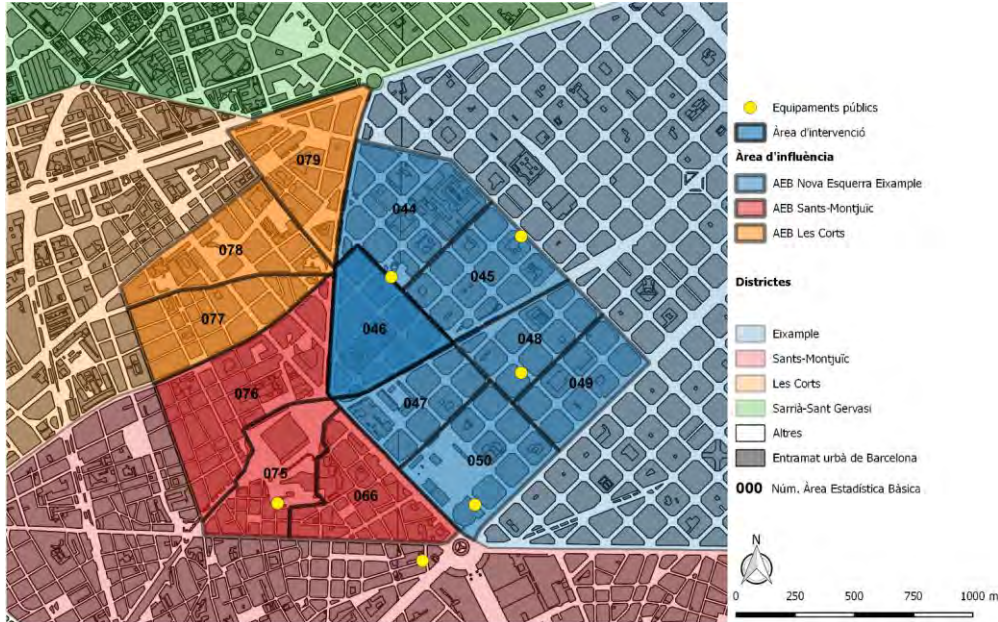 079
044
078
045
077
046
048
076
049
047
050
075
066
Equipaments públics
Àrea d'intervenció
Àrea d'influència
AEB Nova Esquerra Eixample
AEB Sants-Montjuïc
AEB Les Corts
Districtes
Eixample
Sants-Montjuïc
Les Corts
Sarrià-Sant Gervasi
Altres
Entramat urbà de Barcelona
000 Núm. Àrea Estadística Bàsica
N
0 250 500 750 1000 m